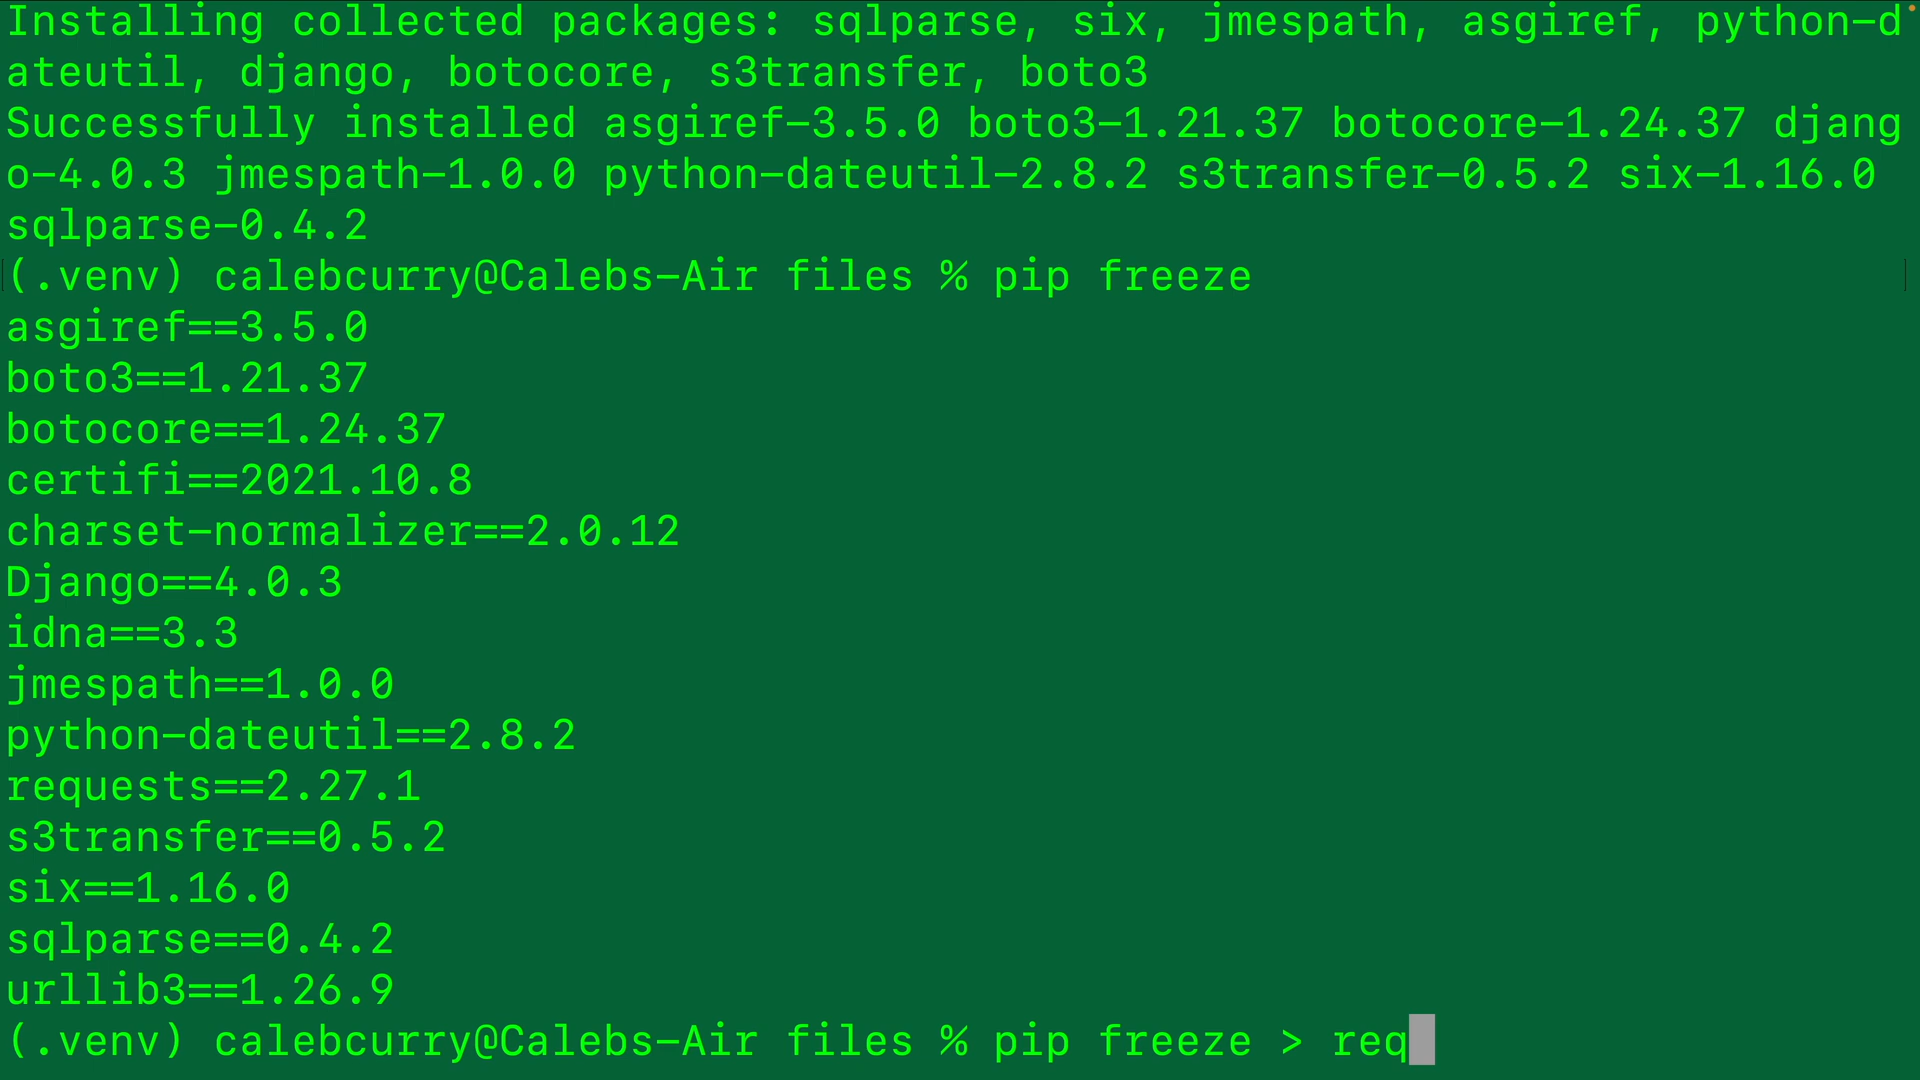 Installing collected packages: sqlparse, six, jmespath, asgiref, python-d
ateutil, django, botocore, s3transfer, boto3
Successfully installed asgiref-3.5.0 boto3-1.21.37 botocore-1.24.37 djang
o-4.0.3 jmespath-1.0.0 python-dateutil-2.8.2 s3transfer-0.5.2 six-1.16.0
sqlparse-0.4.2
(.venv) calebcurry@Calebs-Air files % pip freeze
asgiref==3.5.0
boto3==1.21.37
botocore==1.24.37
certifi==2021.10.8
charset-normalizer==2.0.12
Django==4.0.3
idna==3.3
jmespath==1.0.0
python-dateutil==2.8.2
requests==2.27.1
s3transfer==0.5.2
six==1.16.0
sqlparse==0.4.2
urllib3==1.26.9
(.venv) calebcurry@Calebs-Air files % pip freeze > req